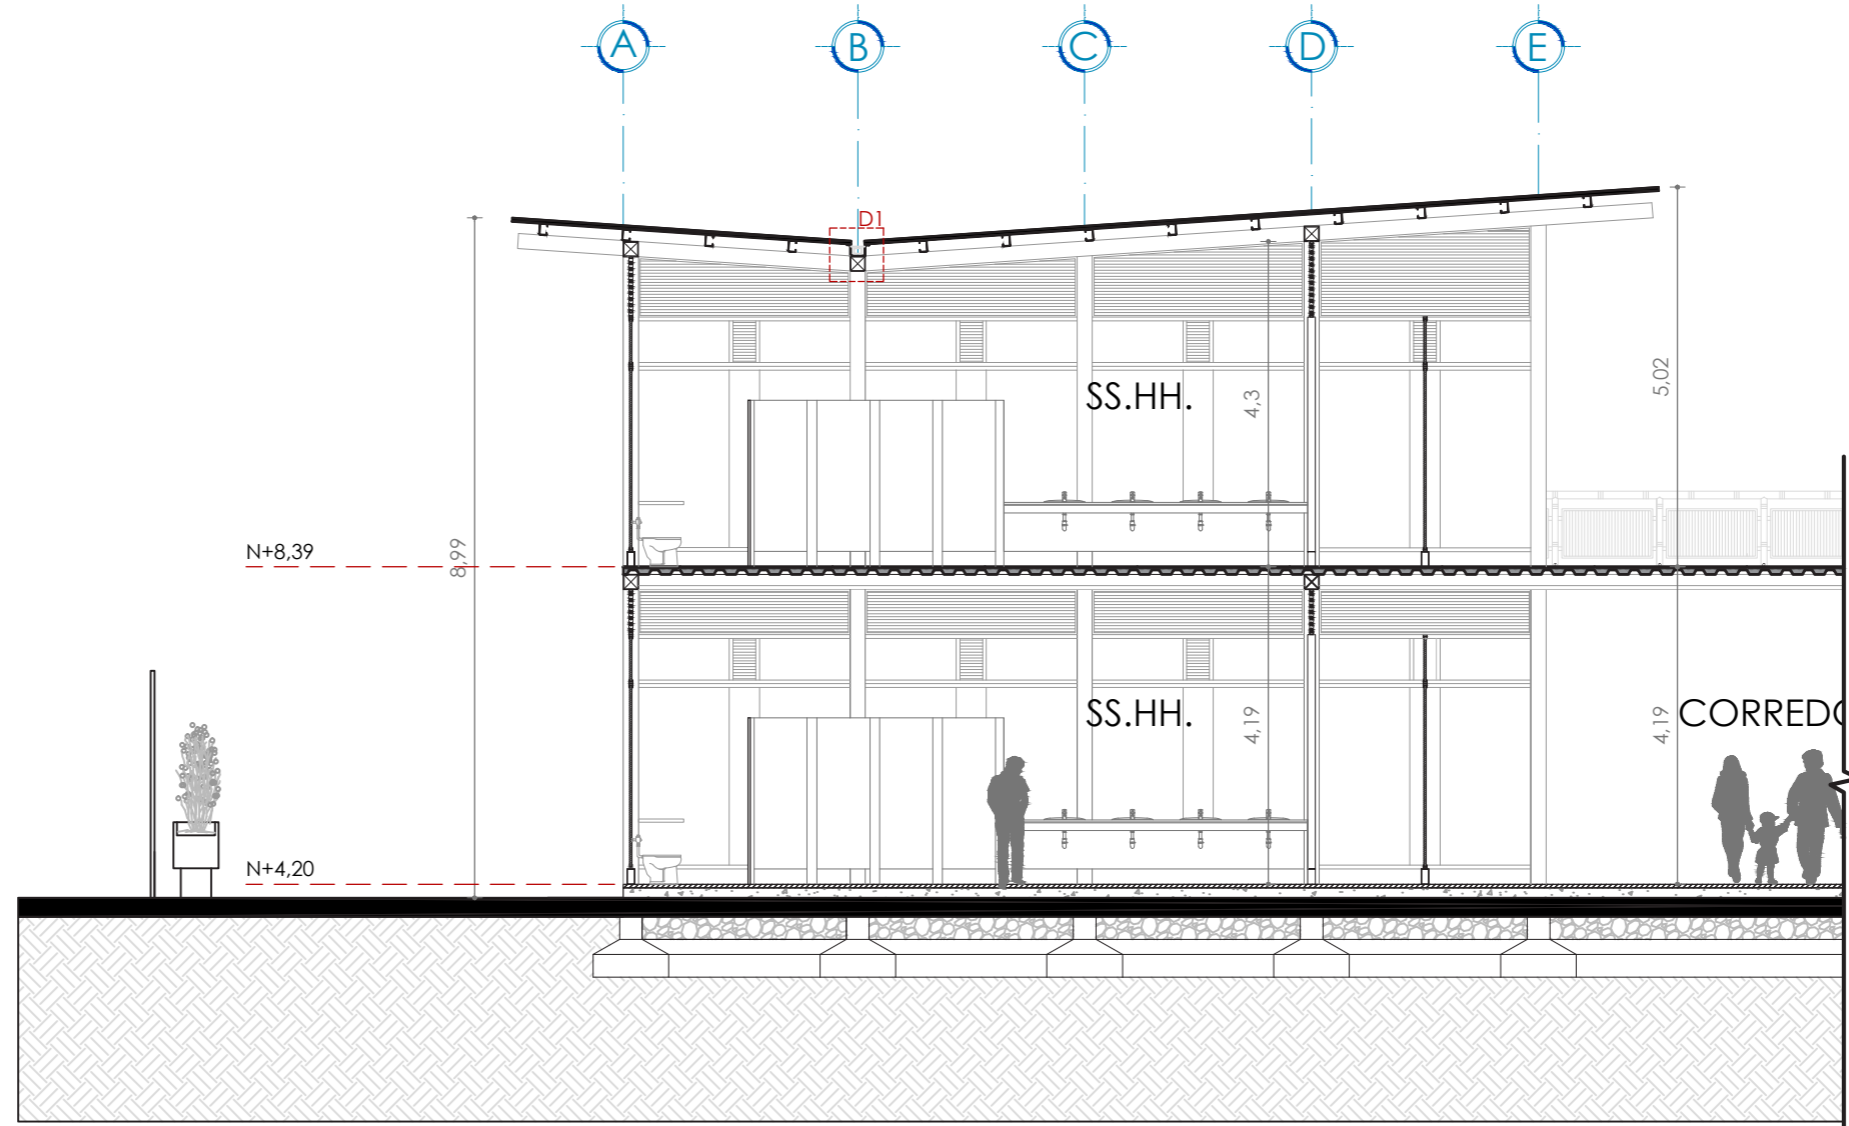 A
B
C
D
E
D1
SS.HH.
4,3
5,02
8,99
N+8,39
SS.HH.
4,19
4,19
CORREDO
N+4,20